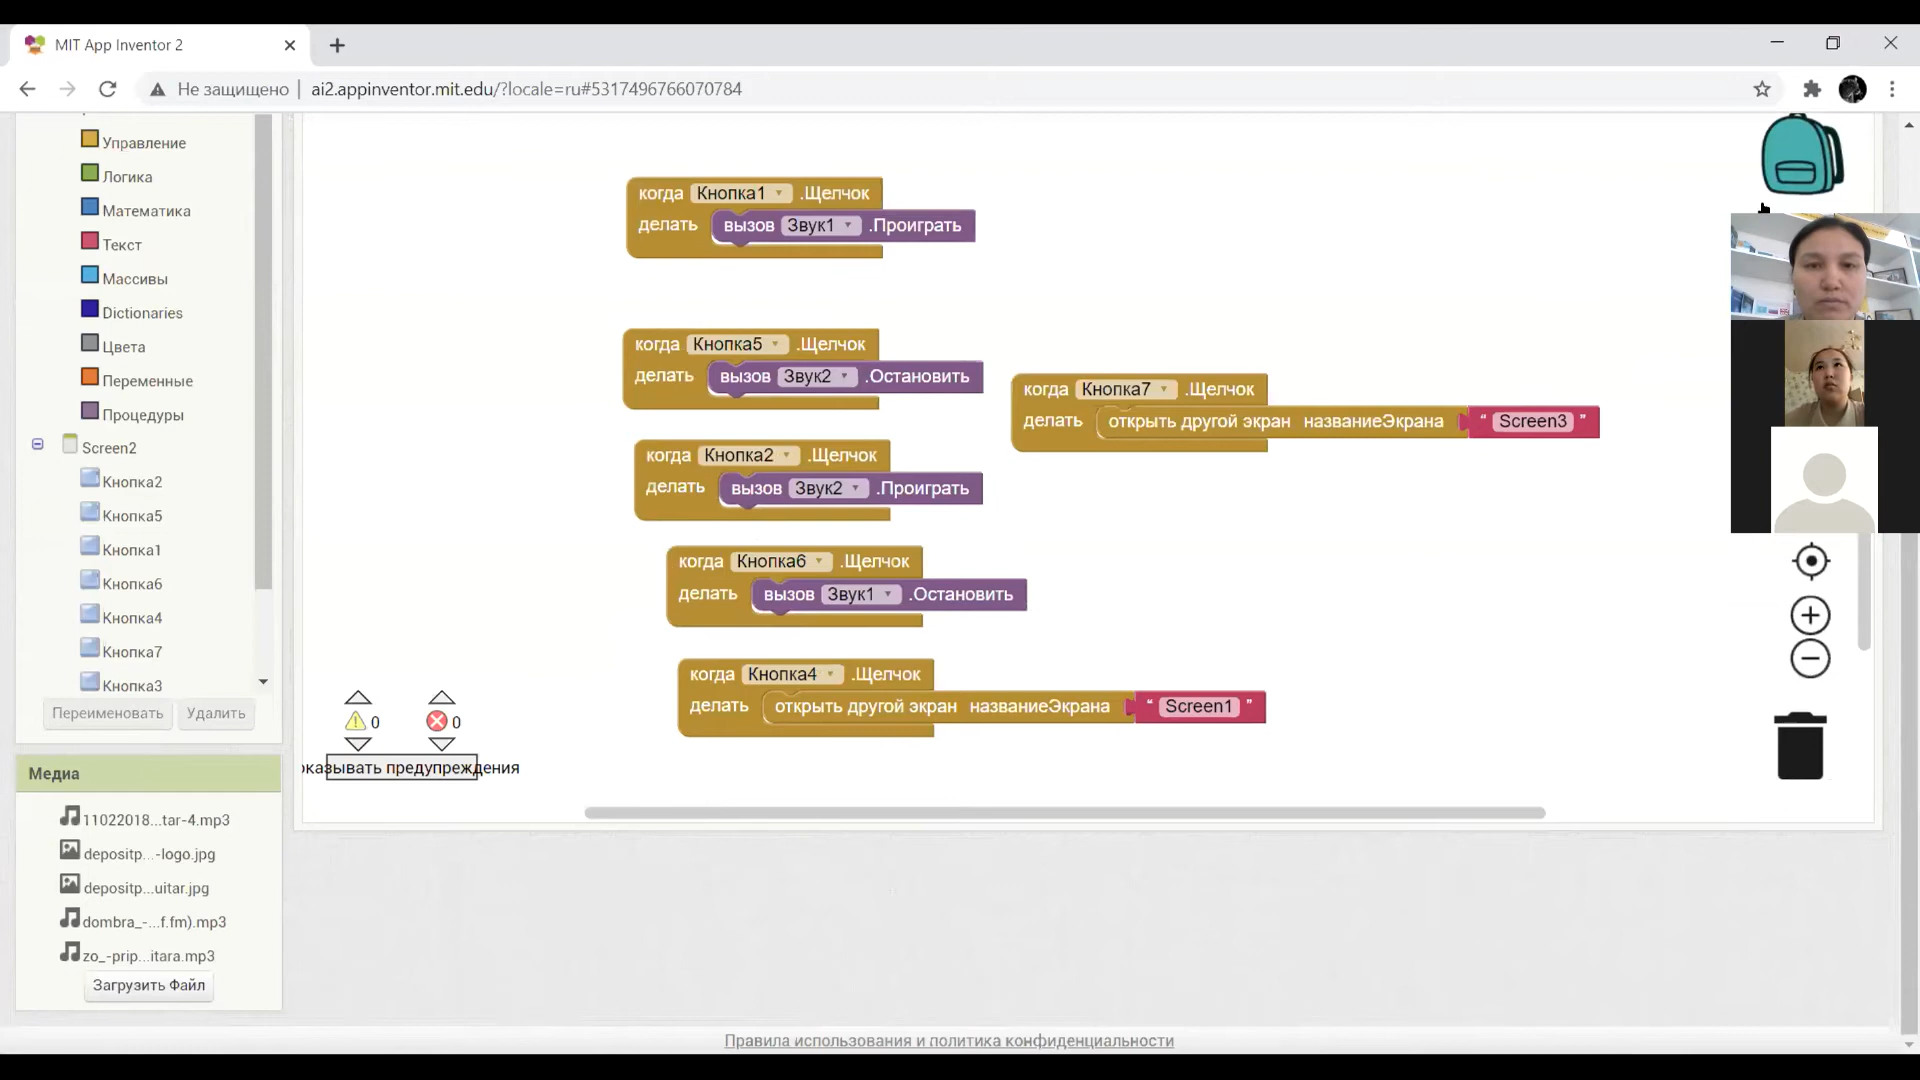 MIT App Inventor 2
Не защищено | ai2.appinventor.mit.edu/?locale=ru#5317496766070784
Управление
Логика
Математика
Текст
Массивы
Dictionaries
Цвета
Переменные
Процедуры
Screen2
Кнопка2
Кнопка5
Кнопка1
Кнопка6
Кнопка4
Кнопка7
Кнопка3
Переименовать Удалить
Медиа
11022018...tar-4.mp3
depositp...-logo.jpg
depositp...uitar.jpg
dombra_-...f.fm).mp3
zo_-prip...itara.mp3
Загрузить Файл
когда Кнопка1 .Щелчок
делать вызов Звук1 .Проиграть
когда Кнопка5 .Щелчок
делать вызов Звук2 .Остановить
когда Кнопка7 .Щелчок
делать открыть другой экран названиеЭкрана “ Screen3 ”
когда Кнопка2 .Щелчок
делать вызов Звук2 .Проиграть
когда Кнопка6 .Щелчок
делать вызов Звук1 .Остановить
когда Кнопка4 .Щелчок
делать открыть другой экран названиеЭкрана “ Screen1 ”
0 0
оказывать предупреждения
Правила использования и политика конфиденциальности